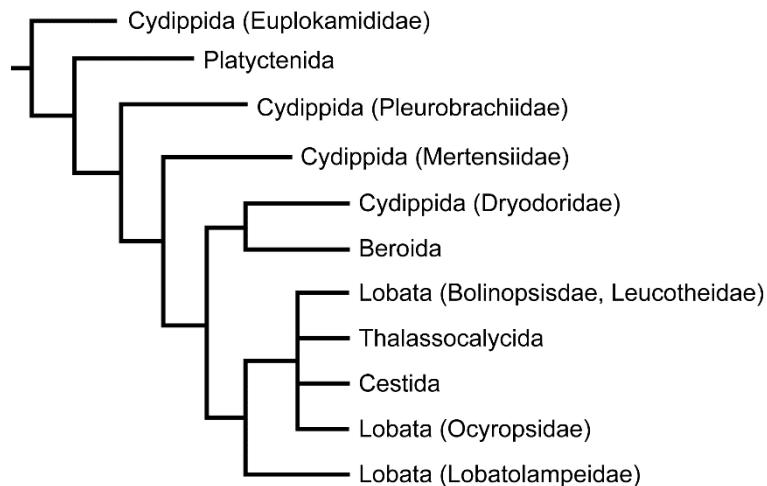 Cydippida (Euplokamididae)
Platyctenida
Cydippida (Pleurobrachiidae)
Cydippida (Mertensiidae)
Cydippida (Dryodoridae)
Beroida
Lobata (Bolinopsisdae, Leucotheidae)
Thalassocalycida
Cestida
Lobata (Ocyropsidae)
Lobata (Lobatolampeidae)